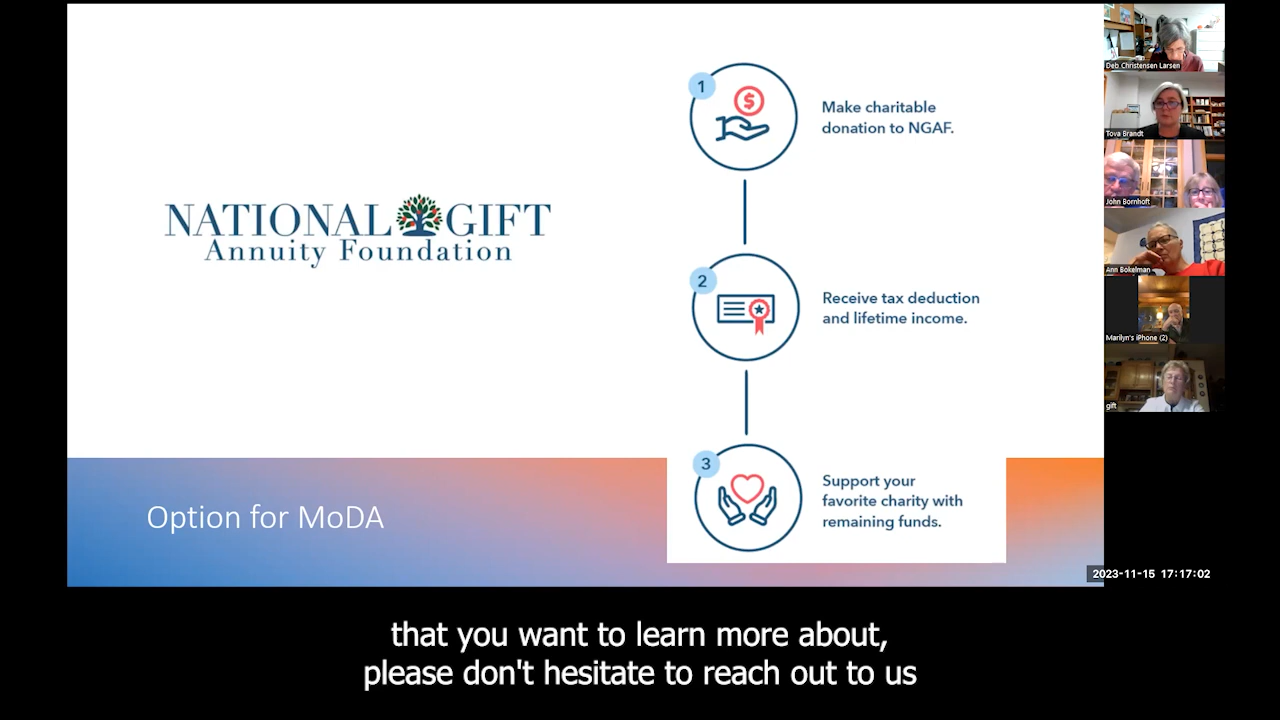 NATIONAL GIFT
Annuity Foundation
1
Make charitable
donation to NGAF.
2
Receive tax deduction
and lifetime income.
3
Support your
favorite charity with
remaining funds.
Option for MoDA
Deb Christensen Larsen
Tova Brandt
John Bornhoft
Ann Bokelman
Marilyn's iPhone (2)
gift
2023-11-15 17:17:02
that you want to learn more about,
please don't hesitate to reach out to us